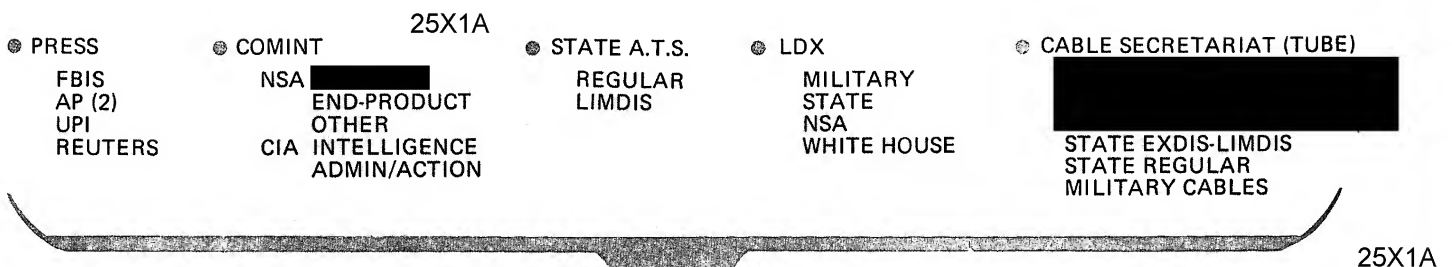 25X1A
PRESS
FBIS
AP (2)
UPI
REUTERS
COMINT
NSA
END-PRODUCT
OTHER
CIA INTELLIGENCE
ADMIN/ACTION
STATE A.T.S.
REGULAR
LIMDIS
LDX
MILITARY
STATE
NSA
WHITE HOUSE
CABLE SECRETARIAT (TUBE)
STATE EXDIS-LIMDIS
STATE REGULAR
MILITARY CABLES
25X1A